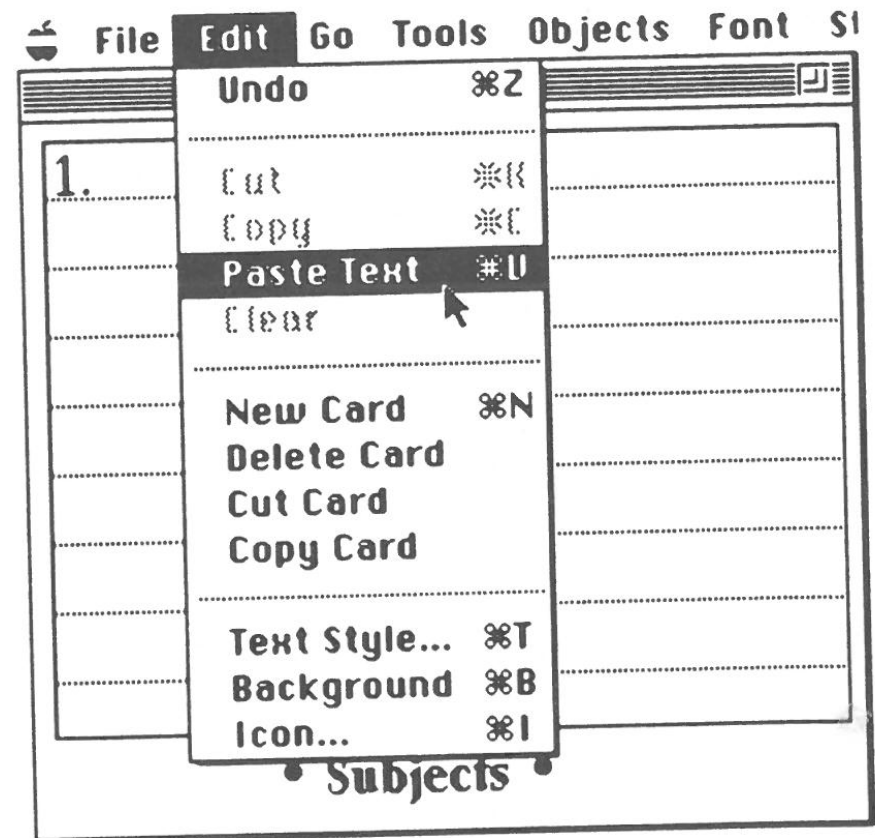 File Edit Go Tools Objects Font St
Undo ⌘Z
1.
Cut ⌘X
Copy ⌘C
Paste Text ⌘V
Clear
New Card ⌘N
Delete Card
Cut Card
Copy Card
Text Style... ⌘T
Background ⌘B
Icon... ⌘I
• Subjects •